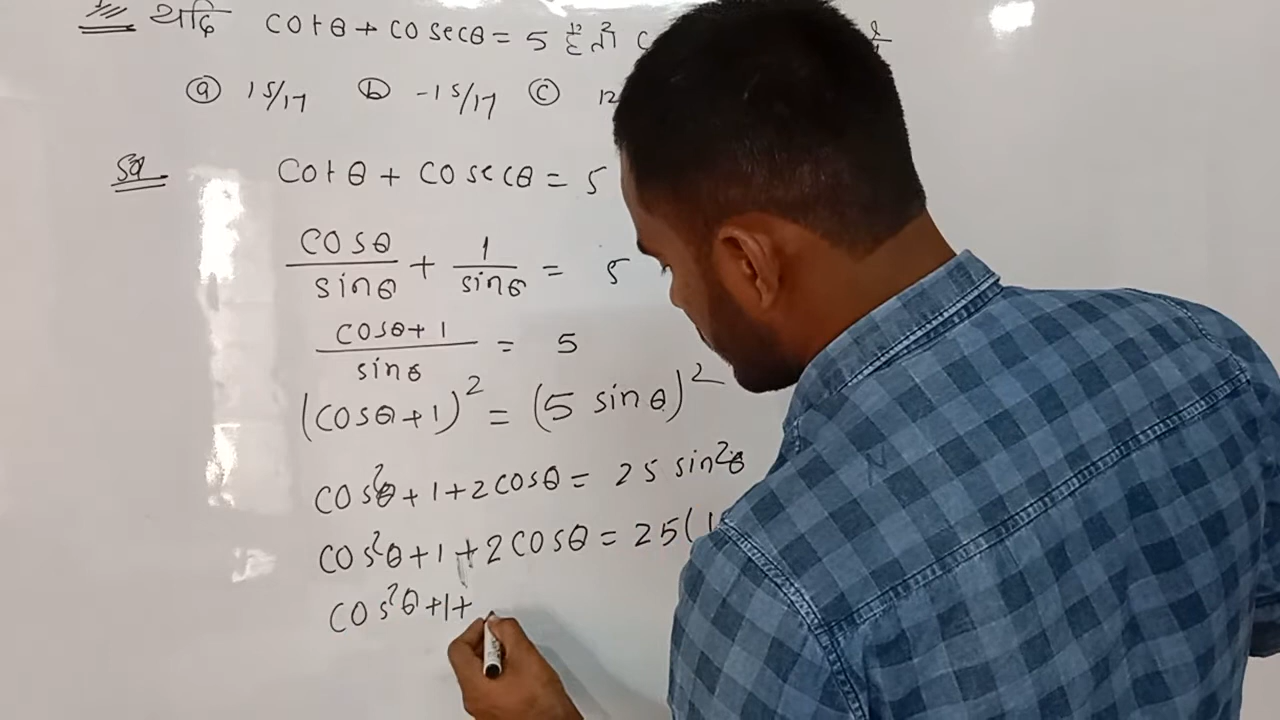 यदि cotθ + cosecθ = 5 है तो
ⓐ 15/17 ⓑ -15/17 ⓒ 12
Sol cotθ + cosecθ = 5
cosθ/sinθ + 1/sinθ = 5
cosθ+1/sinθ = 5
(cosθ+1)² = (5 sinθ)²
cos²θ + 1 + 2cosθ = 25 sin²θ
cos²θ + 1 + 2cosθ = 25(1
cos²θ + 1 +